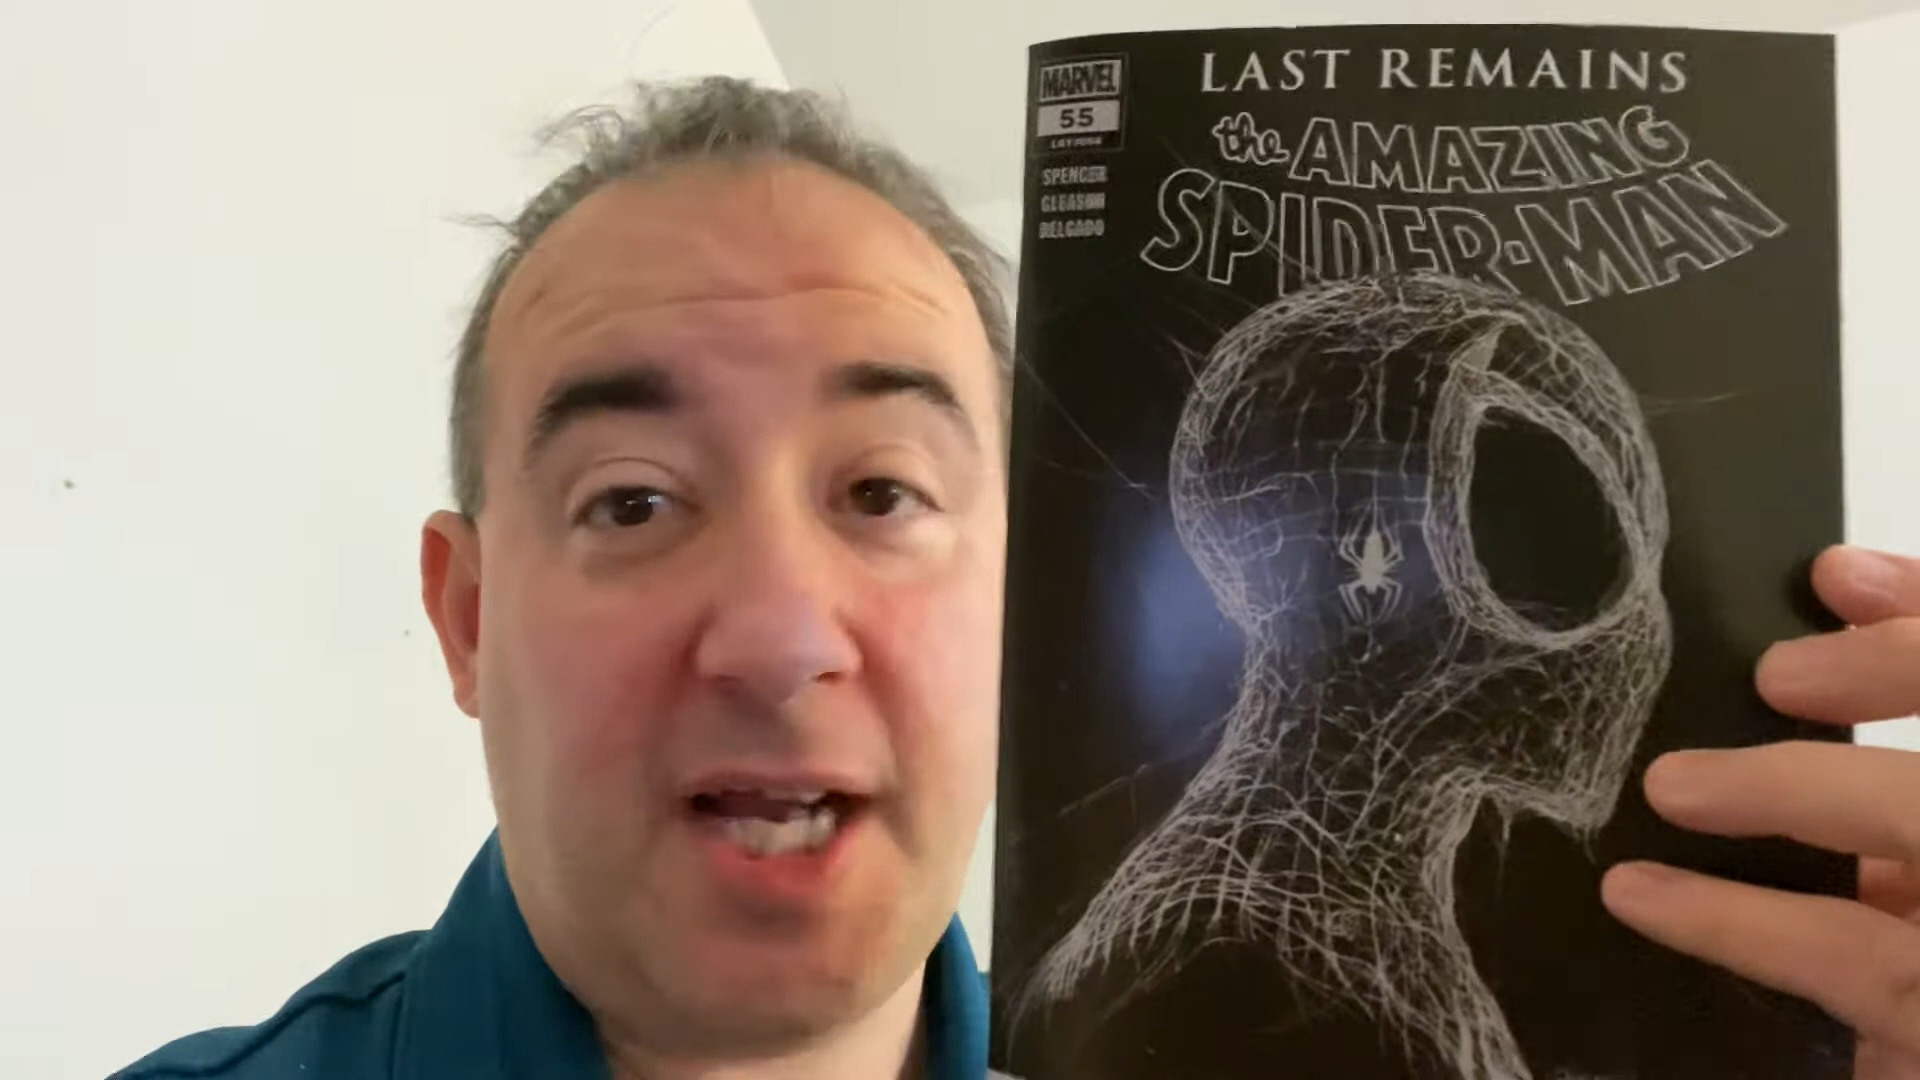 LAST REMAINS
MARVEL
55
the AMAZING
SPIDER-MAN
SPENCER
GLEASON
DELGADO